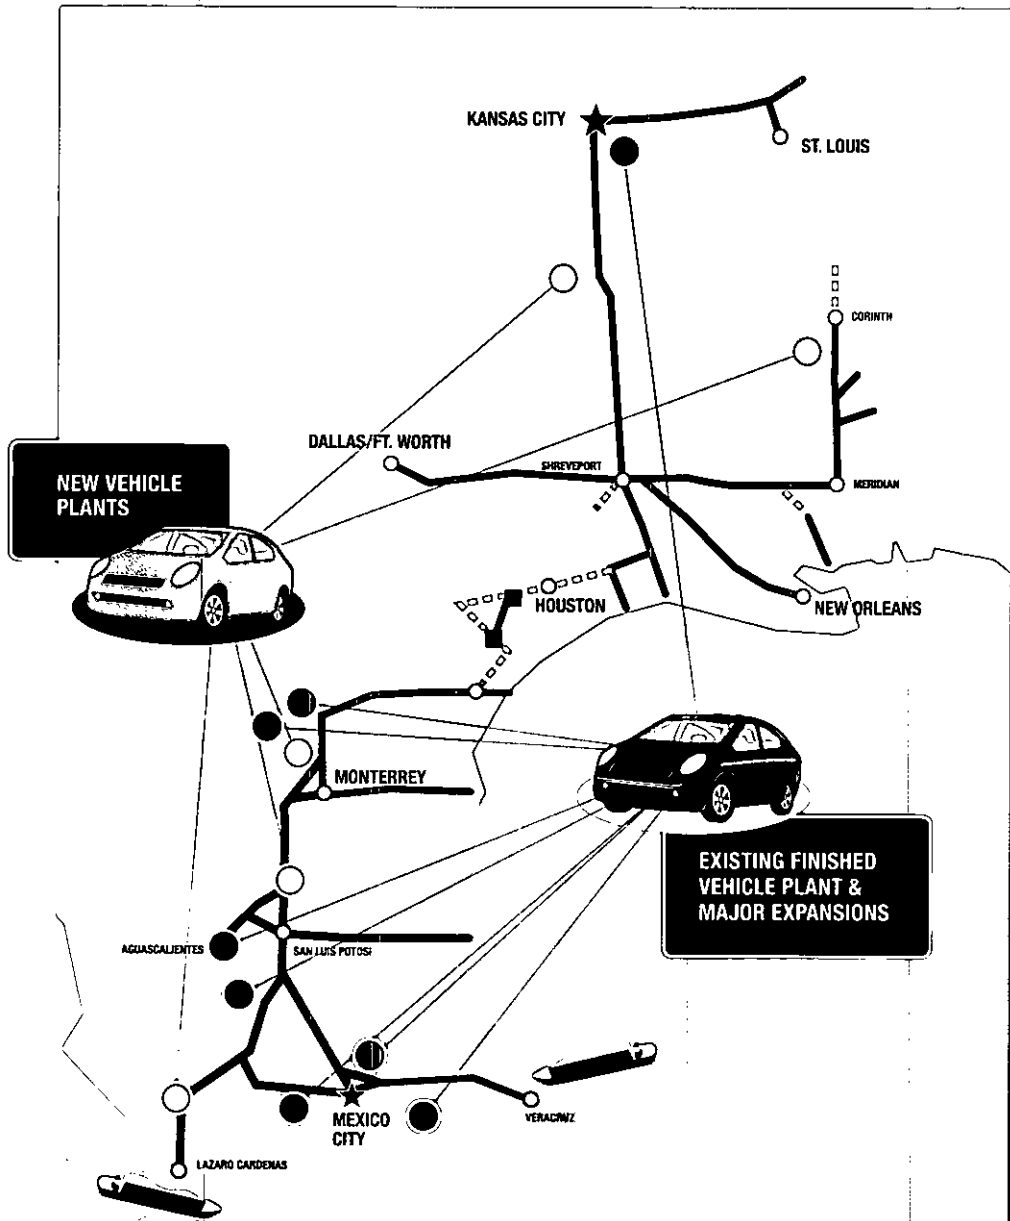 KANSAS CITY
ST. LOUIS
CORINTH
DALLAS/FT. WORTH
SHREVEPORT
MERIDIAN
NEW VEHICLE
PLANTS
HOUSTON
NEW ORLEANS
MONTERREY
EXISTING FINISHED
VEHICLE PLANT &
MAJOR EXPANSIONS
AGUASCALIENTES
SAN LUIS POTOSI
MEXICO
CITY
VERACRUZ
LAZARO CARDENAS